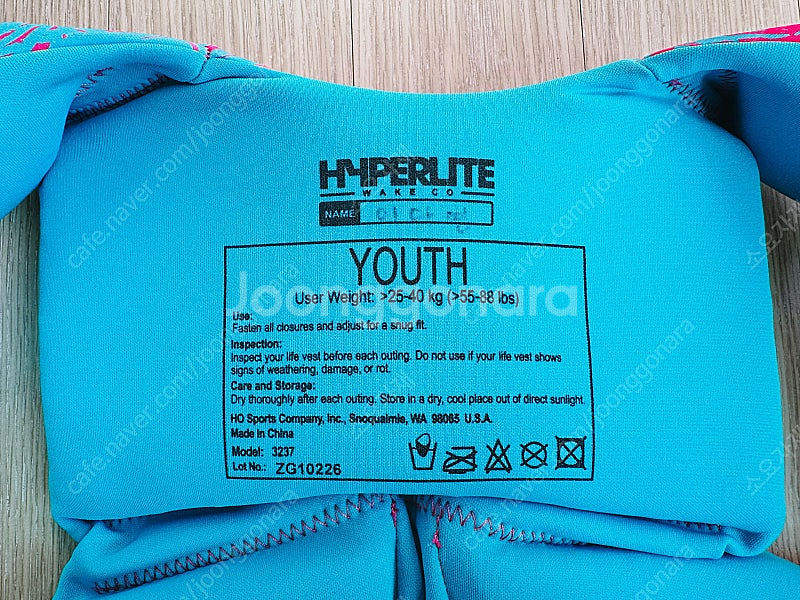 HYPERLITE
WAKE CO
NAME
YOUTH
User Weight: >25-40 kg (>55-88 lbs)
Use:
Fasten all closures and adjust for a snug fit.
Inspection:
Inspect your life vest before each outing. Do not use if your life vest shows
signs of weathering, damage, or rot.
Care and Storage:
Dry thoroughly after each outing. Store in a dry, cool place out of direct sunlight.
HO Sports Company, Inc., Snoqualmie, WA 98065 U.S.A.
Made in China
Model: 3237
Lot No.: ZG10226
Joonggonara
cafe.naver.com/joonggonara